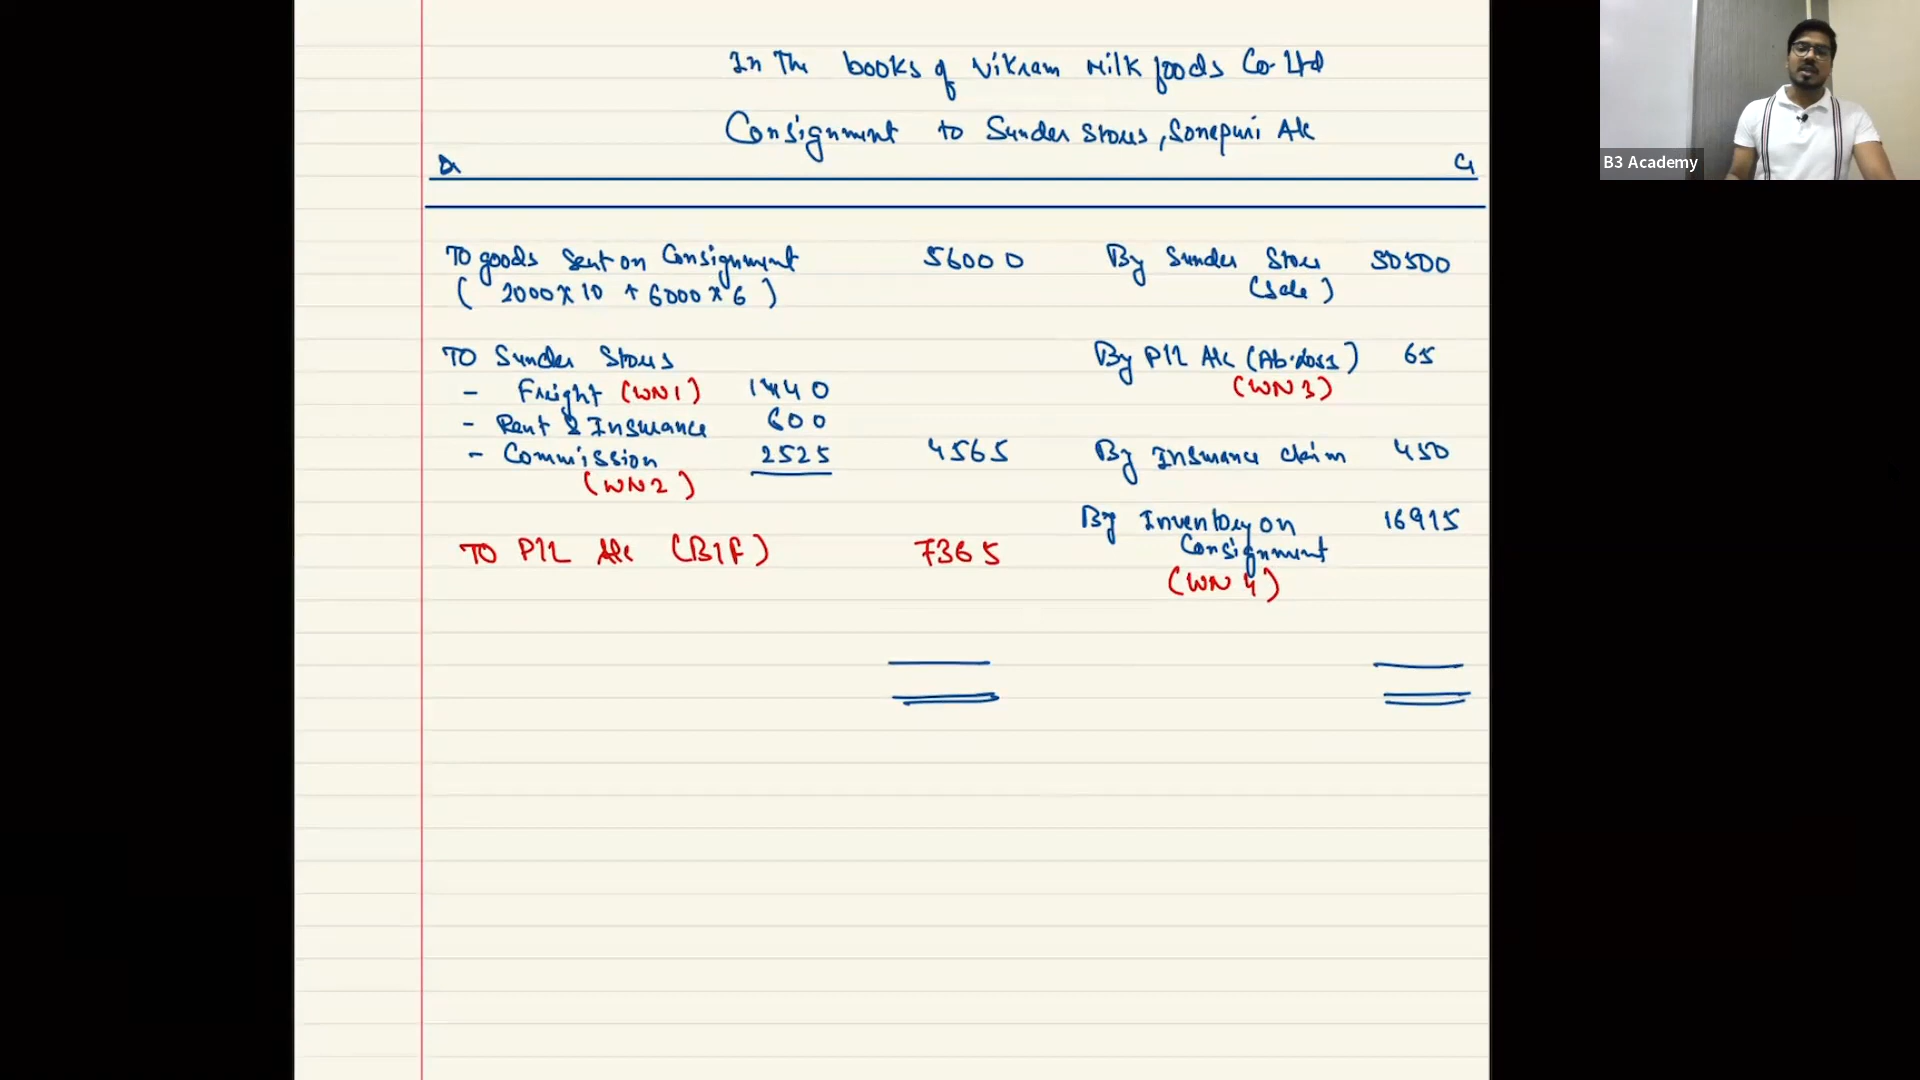 In The books of Vikram Milk foods Co Ltd
Consignment to Sunder Stores, Sonepuri A/c
Dr Cr
To goods sent on Consignment 56000
( 2000 x 10 + 6000 x 6 )
By Sunder Store 50500
(Sale)
To Sunder Stores
- Freight (WN1) 1440
- Rent & Insurance 600
- Commission 2525 4565
(WN2)
By P/L A/c (Ab. Loss) 65
(WN3)
By Insurance claim 450
To P/L A/c (B/F) 7365
By Inventory on 16915
Consignment
(WN 4)
B3 Academy